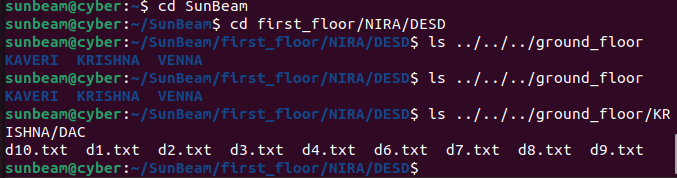 sunbeam@cyber:~$ cd SunBeam
sunbeam@cyber:~/SunBeam$ cd first_floor/NIRA/DESD
sunbeam@cyber:~/SunBeam/first_floor/NIRA/DESD$ ls ../../../ground_floor
KAVERI  KRISHNA  VENNA
sunbeam@cyber:~/SunBeam/first_floor/NIRA/DESD$ ls ../../../ground_floor
KAVERI  KRISHNA  VENNA
sunbeam@cyber:~/SunBeam/first_floor/NIRA/DESD$ ls ../../../ground_floor/KR
ISHNA/DAC
d10.txt  d1.txt  d2.txt  d3.txt  d4.txt  d6.txt  d7.txt  d8.txt  d9.txt
sunbeam@cyber:~/SunBeam/first_floor/NIRA/DESD$